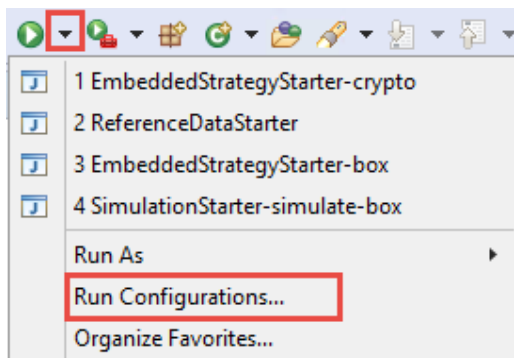 1 EmbeddedStrategyStarter-crypto
2 ReferenceDataStarter
3 EmbeddedStrategyStarter-box
4 SimulationStarter-simulate-box
Run As
Run Configurations...
Organize Favorites...